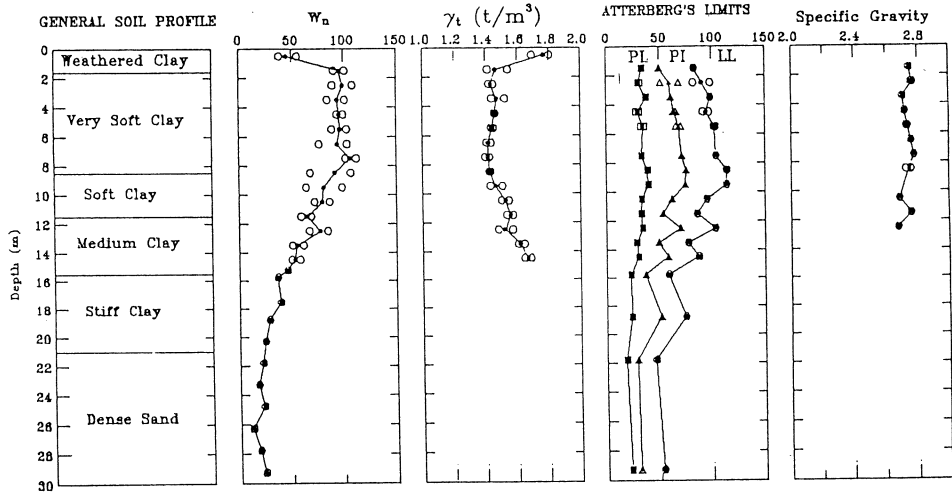 GENERAL SOIL PROFILE
Wn
γt (t/m³)
ATTERBERG'S LIMITS
Specific Gravity
0 50 100 150
1.0 1.2 1.4 1.6 1.8 2.0
0 50 100 150
2.0 2.4 2.8
PL PI LL
Depth (m)
0
2
4
6
8
10
12
14
16
18
20
22
24
26
28
30
Weathered Clay
Very Soft Clay
Soft Clay
Medium Clay
Stiff Clay
Dense Sand